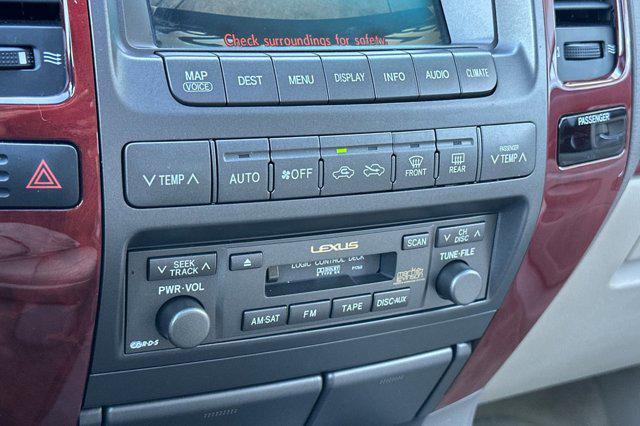 Check surroundings for safety.
MAP VOICE DEST MENU DISPLAY INFO AUDIO CLIMATE
PASSENGER
TEMP AUTO OFF FRONT REAR PASSENGER TEMP
LEXUS
SCAN
CH DISC
SEEK TRACK
LOGIC CONTROL DECK
TUNE·FILE
PWR·VOL
AM·SAT FM TAPE DISC·AUX
R·D·S